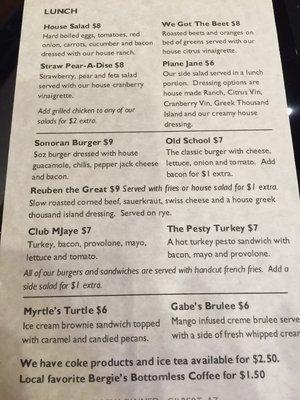 LUNCH
House Salad $8
Hard boiled eggs, tomatoes, red
onion, carrots, cucumber and bacon
dressed with our house ranch.
Straw Pear-A-Dise $8
Strawberry, pear and feta salad
served with our house cranberry
vinaigrette.
Add grilled chicken to any of our
salads for $2 extra.
We Got The Beet $8
Roasted beets and oranges on
bed of greens served with our
house citrus vinaigrette.
Plane Jane $6
Our side salad served in a lunch
portion. Dressing options are
house made Ranch, Citrus Vin,
Cranberry Vin, Greek Thousand
Island and our creamy house
dressing.
Sonoran Burger $9
5oz burger dressed with house
guacamole, chilis, pepper jack cheese
and bacon.
Old School $7
The classic burger with cheese,
lettuce, onion and tomato. Add
bacon for $1 extra.
Reuben the Great $9 Served with fries or house salad for $1 extra.
Slow roasted corned beef, sauerkraut, swiss cheese and a house greek
thousand island dressing. Served on rye.
Club MJaye $7
Turkey, bacon, provolone, mayo,
lettuce and tomato.
The Pesty Turkey $7
A hot turkey pesto sandwich with
bacon, mayo and provolone.
All of our burgers and sandwiches are served with handcut french fries. Add a
side salad for $1 extra.
Myrtle's Turtle $6
Ice cream brownie sandwich topped
with caramel and candied pecans.
Gabe's Brulee $6
Mango infused creme brulee serve
with a side of fresh whipped cream
We have coke products and ice tea available for $2.50.
Local favorite Bergie's Bottomless Coffee for $1.50